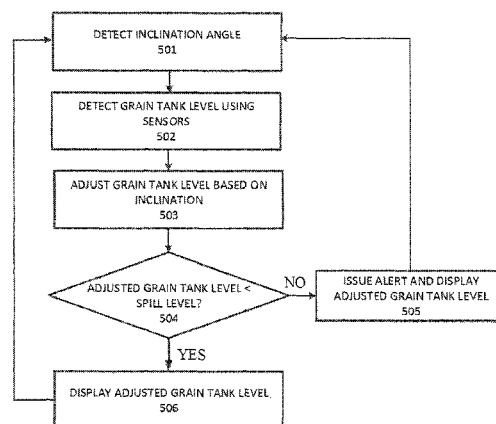 DETECT INCLINATION ANGLE
501
DETECT GRAIN TANK LEVEL USING
SENSORS
502
ADJUST GRAIN TANK LEVEL BASED ON
INCLINATION
503
ADJUSTED GRAIN TANK LEVEL <
SPILL LEVEL?
504
NO
ISSUE ALERT AND DISPLAY
ADJUSTED GRAIN TANK LEVEL
505
YES
DISPLAY ADJUSTED GRAIN TANK LEVEL
506